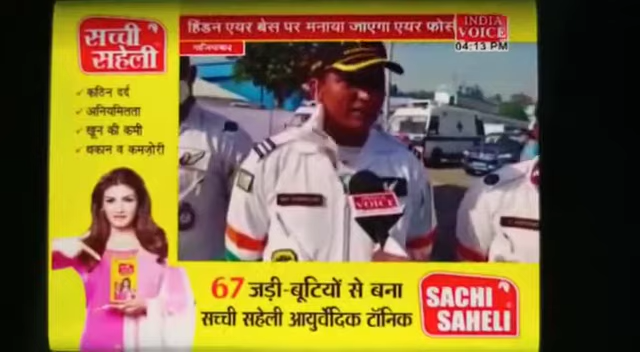 सच्ची
सहेली
हिंडन एयर बेस पर मनाया जाएगा एयर फोर्स
INDIA
VOICE
04:13 PM
गाजियाबाद
✓ कठिन दर्द
✓ अनियमितता
✓ खून की कमी
✓ थकान व कमज़ोरी
VOICE
67 जड़ी-बूटियों से बना
सच्ची सहेली आयुर्वेदिक टॉनिक
SACHI
SAHELI